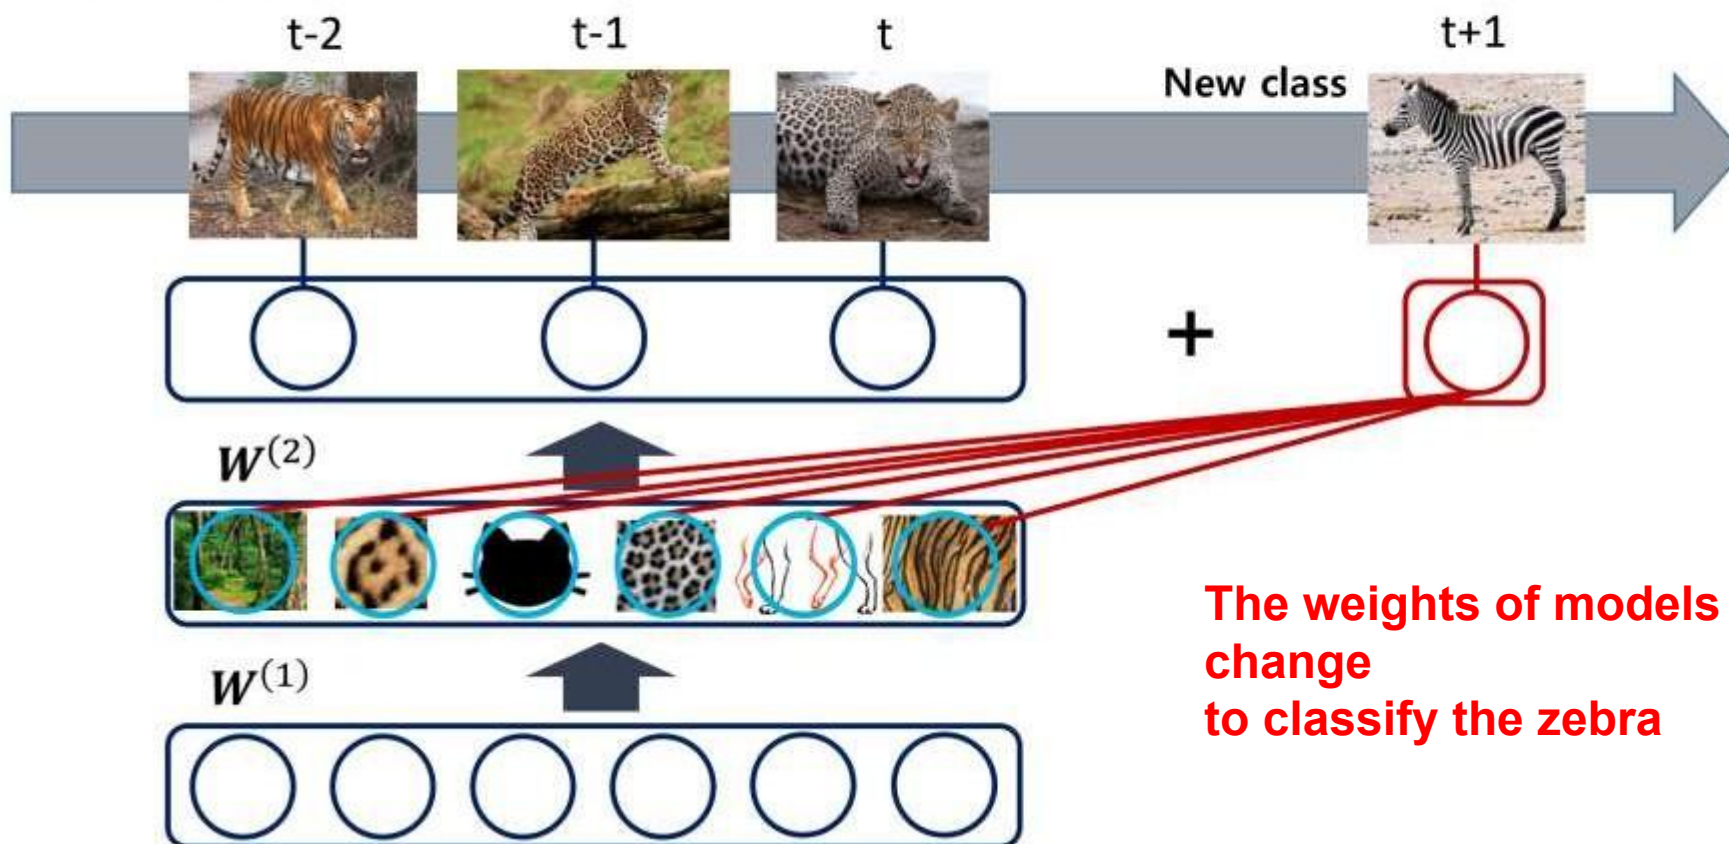 t-2
t-1
t
t+1
New class
+
W⁽²⁾
W⁽¹⁾
The weights of models
change
to classify the zebra